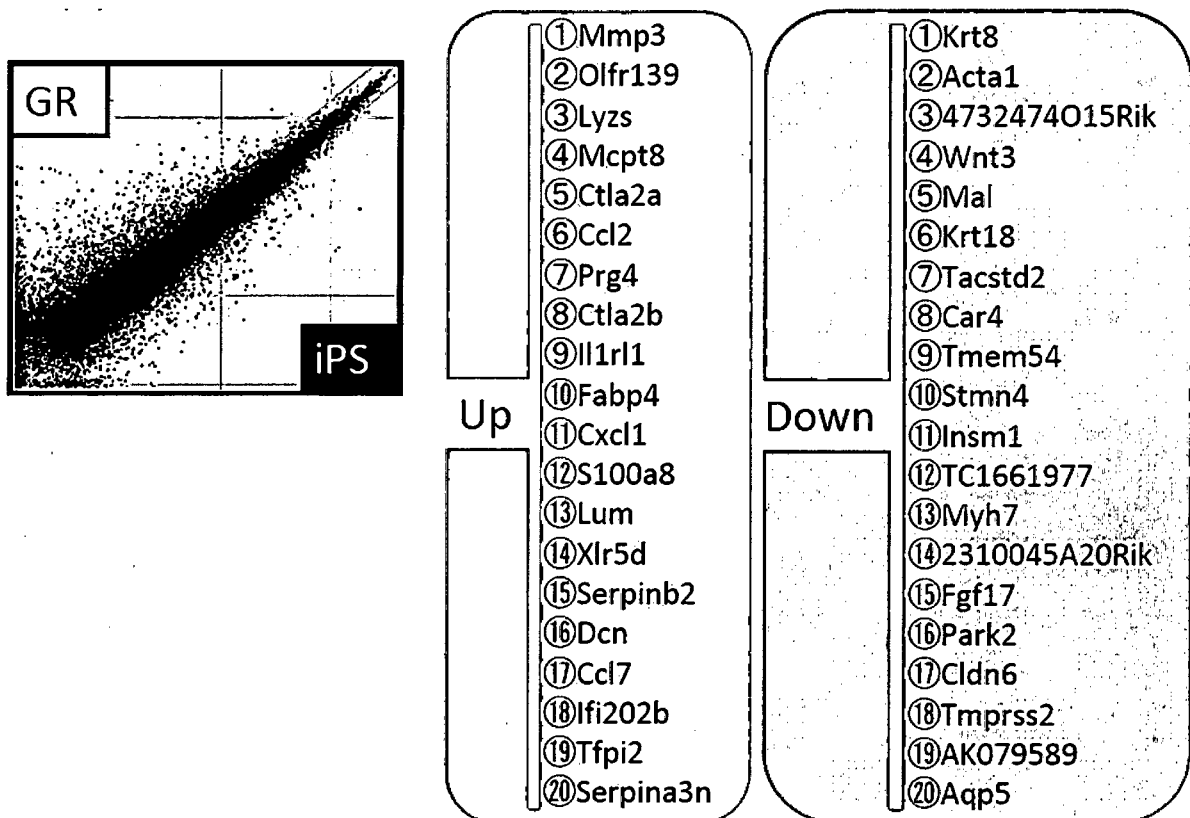 GR
iPS
Up
①Mmp3
②Olfr139
③Lyzs
④Mcpt8
⑤Ctla2a
⑥Ccl2
⑦Prg4
⑧Ctla2b
⑨Il1rl1
⑩Fabp4
⑪Cxcl1
⑫S100a8
⑬Lum
⑭Xlr5d
⑮Serpinb2
⑯Dcn
⑰Ccl7
⑱Ifi202b
⑲Tfpi2
⑳Serpina3n
Down
①Krt8
②Acta1
③4732474O15Rik
④Wnt3
⑤Mal
⑥Krt18
⑦Tacstd2
⑧Car4
⑨Tmem54
⑩Stmn4
⑪Insm1
⑫TC1661977
⑬Myh7
⑭2310045A20Rik
⑮Fgf17
⑯Park2
⑰Cldn6
⑱Tmprss2
⑲AK079589
⑳Aqp5